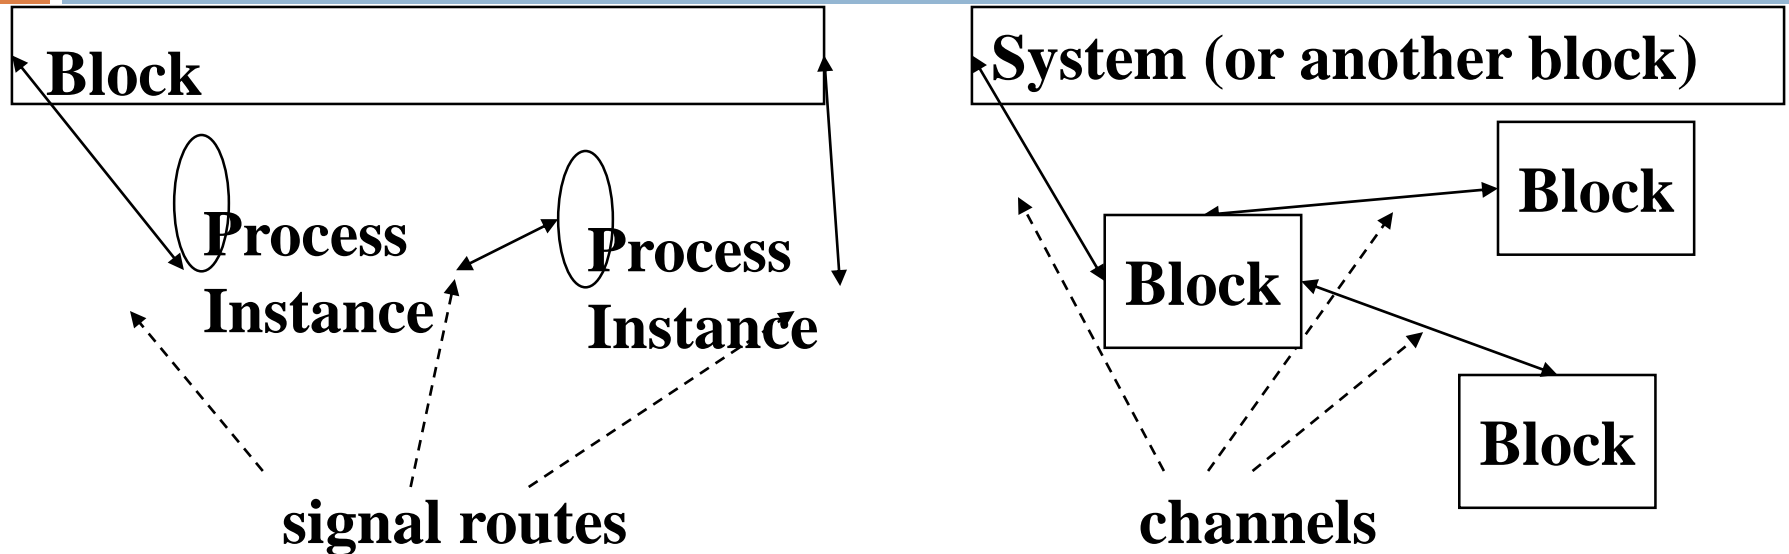 Block
Process
Instance
Process
Instance
signal routes
System (or another block)
Block
Block
Block
channels